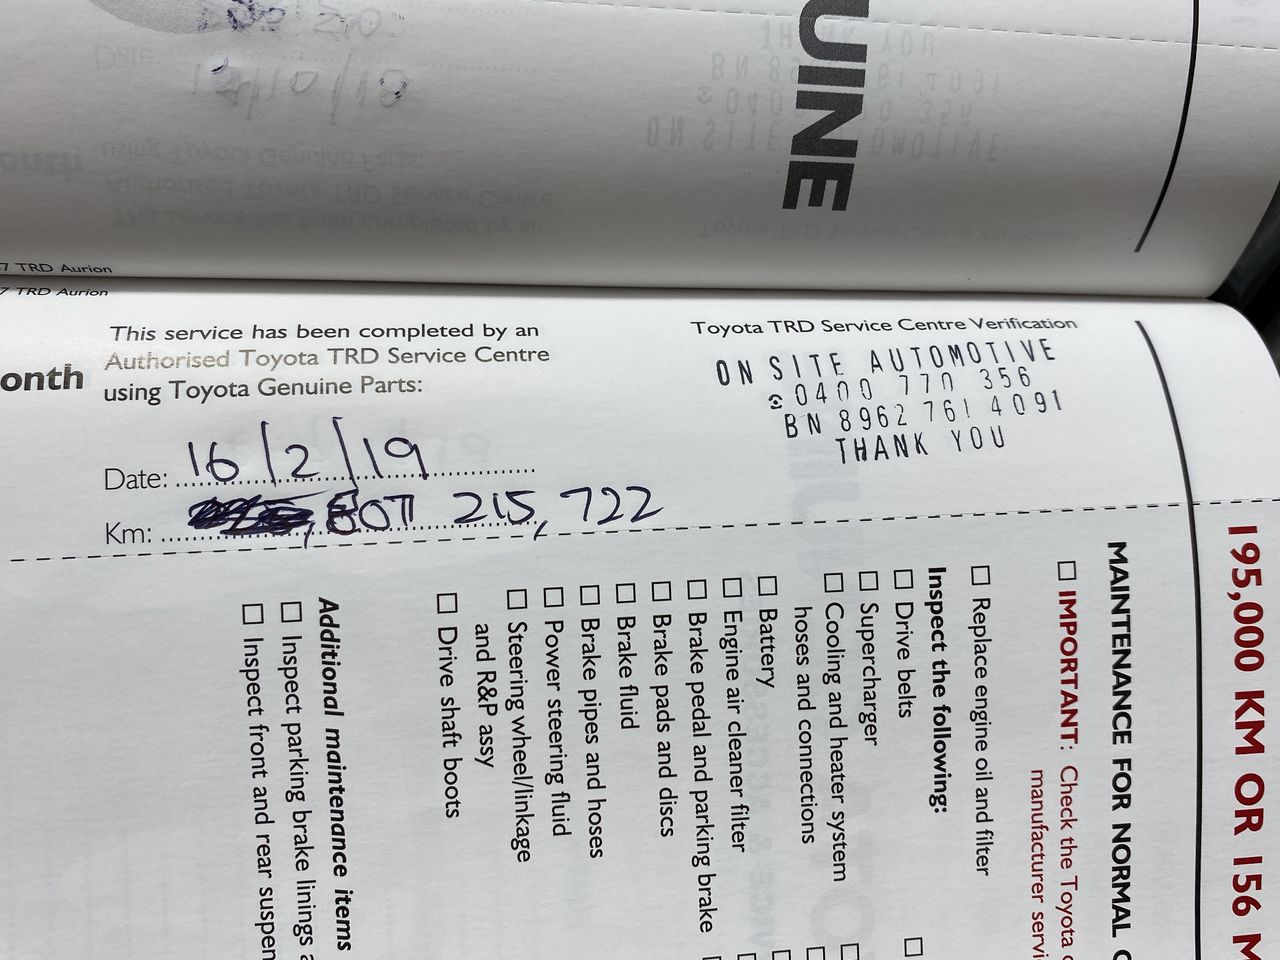 UINE
7 TRD Aurion
7 TRD Aurion
onth
This service has been completed by an
Authorised Toyota TRD Service Centre
using Toyota Genuine Parts:
Date: 16/2/19
Km: 215,722
Toyota TRD Service Centre Verification
ON SITE AUTOMOTIVE
0400 770 356
BN 8962 761 4091
THANK YOU
195,000 KM OR 156 M
MAINTENANCE FOR NORMAL
☐ IMPORTANT: Check the Toyota
manufacturer servi
☐ Replace engine oil and filter
Inspect the following:
☐ Drive belts
☐ Supercharger
☐ Cooling and heater system
hoses and connections
☐ Battery
☐ Engine air cleaner filter
☐ Brake pedal and parking brake
☐ Brake pads and discs
☐ Brake fluid
☐ Brake pipes and hoses
☐ Power steering fluid
☐ Steering wheel/linkage
and R&P assy
☐ Drive shaft boots
Additional maintenance items
☐ Inspect parking brake linings a
☐ Inspect front and rear suspen